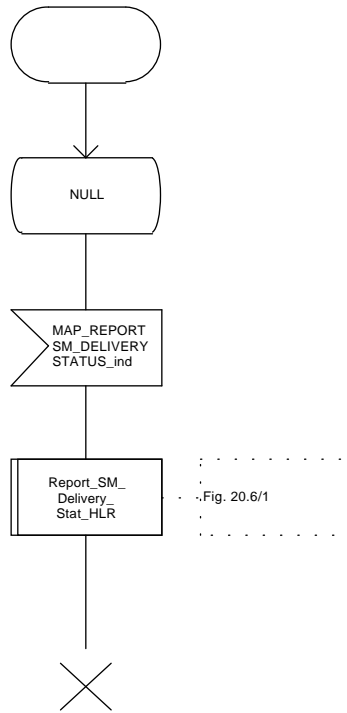 NULL
MAP_REPORT
SM_DELIVERY
STATUS_ind
Report_SM_
Delivery_
Stat_HLR
Fig. 20.6/1